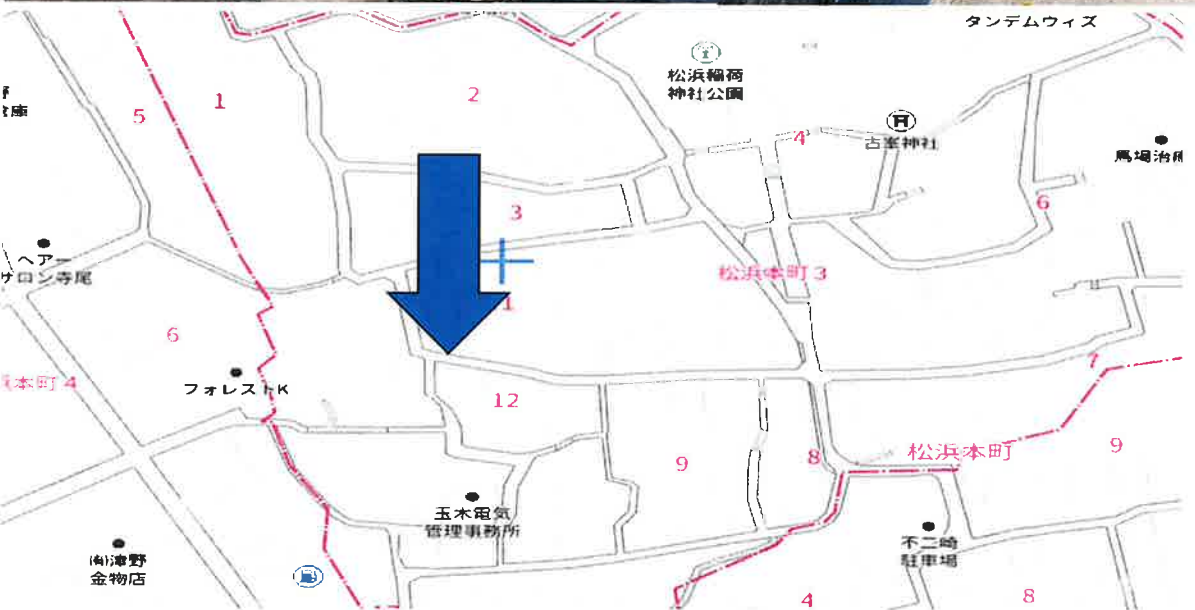 タンデムウィズ
松浜稲荷
神社公園
2
1
5
4
古峯神社
3
6
ヘアー
サロン寺尾
松浜本町3
1
6
フォレストK
本町4
12
7
松浜本町
9
8
9
玉木電気
管理事務所
不二崎
駐車場
㈲津野
金物店
4
8